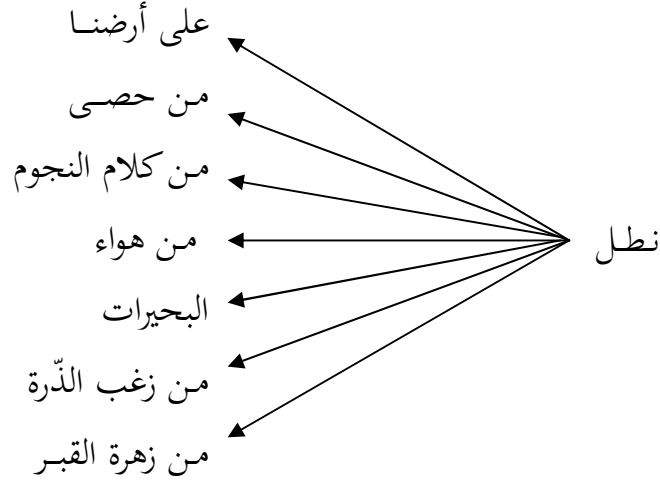 على أرضنا
من حصى
من كلام النجوم
نطل
من هواء
البحيرات
من زغب الذّرة
من زهرة القبر